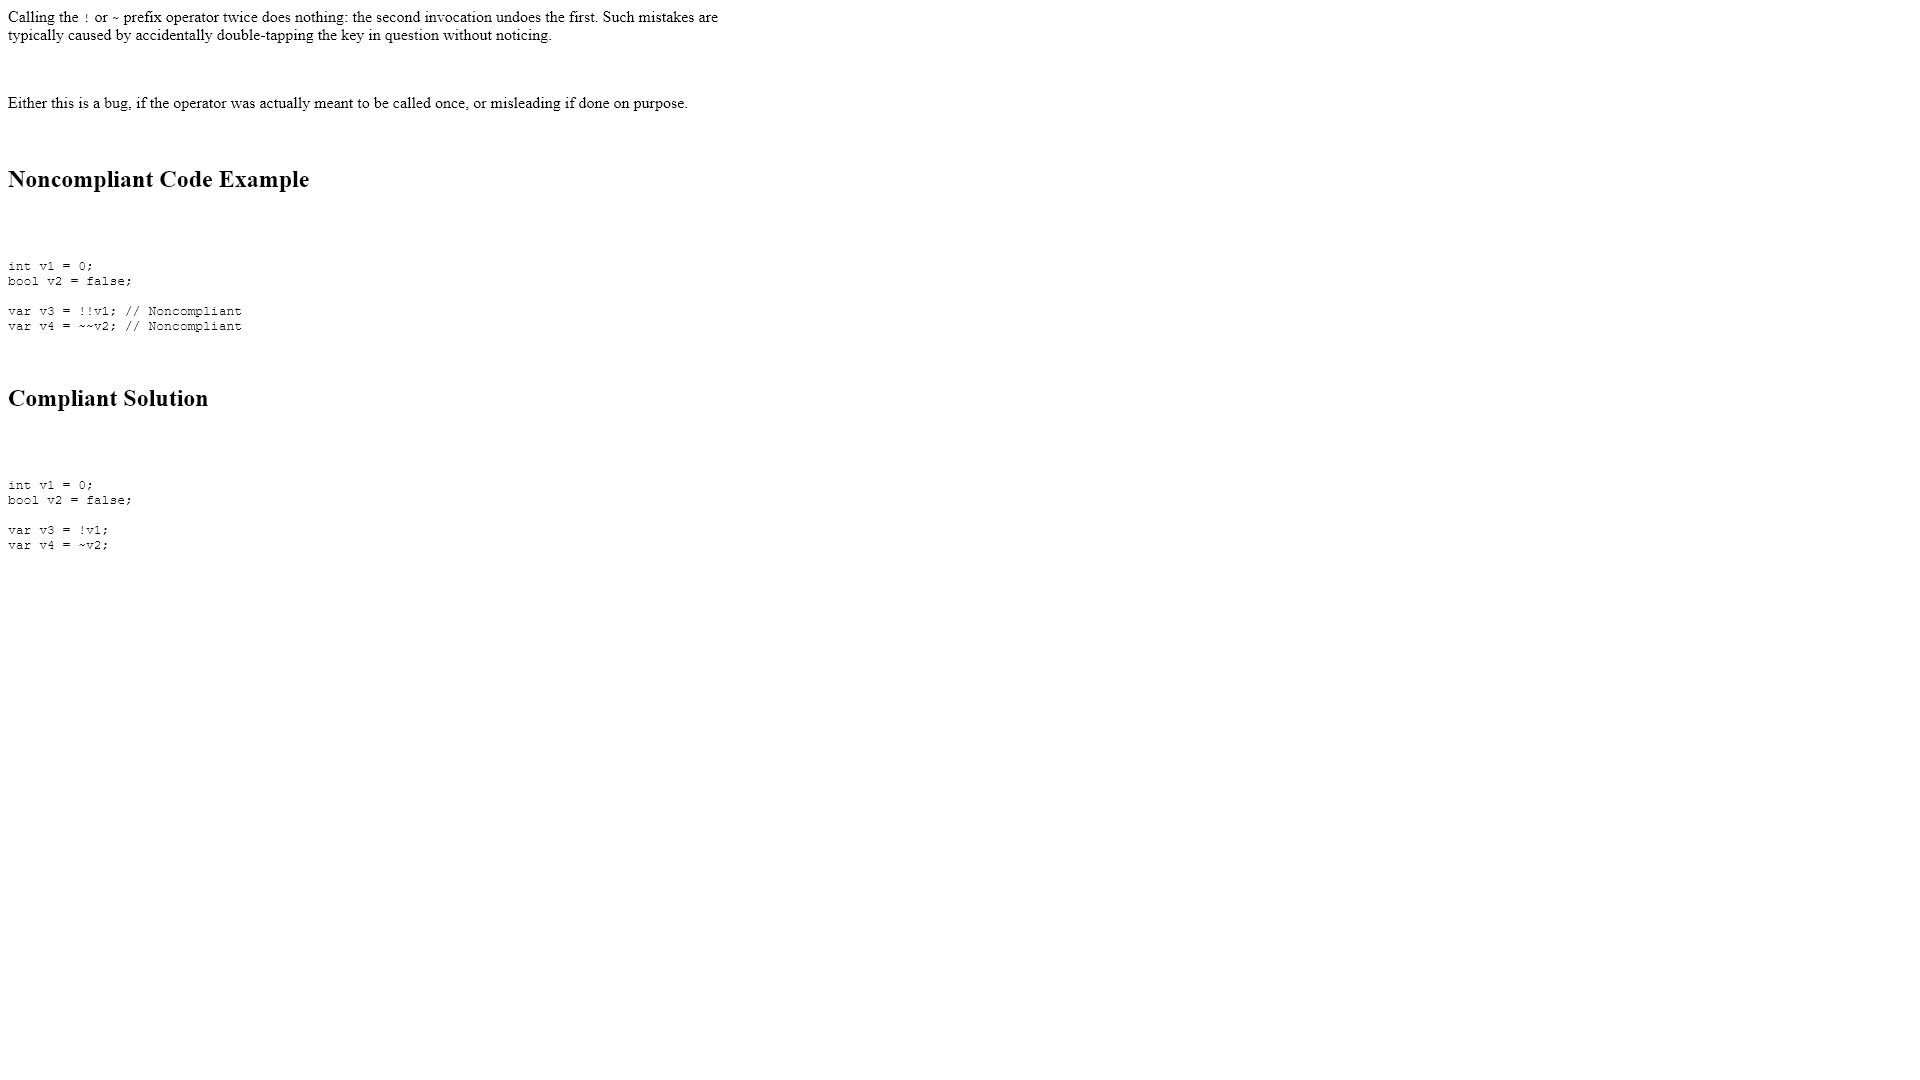 Calling the ! or ~ prefix operator twice does nothing: the second invocation undoes the first. Such mistakes are
typically caused by accidentally double-tapping the key in question without noticing.
Either this is a bug, if the operator was actually meant to be called once, or misleading if done on purpose.
Noncompliant Code Example
int v1 = 0;
bool v2 = false;
var v3 = !!v1; // Noncompliant
var v4 = ~~v2; // Noncompliant
Compliant Solution
int v1 = 0;
bool v2 = false;
var v3 = !v1;
var v4 = ~v2;